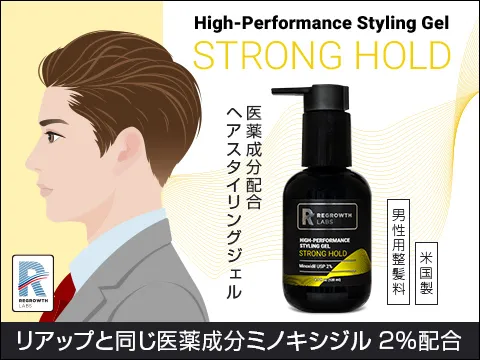 High-Performance Styling Gel
STRONG HOLD
医薬成分配合
ヘアスタイリングジェル
REGROWTH
LABS
HIGH-PERFORMANCE
STYLING GEL
STRONG HOLD
Minoxidil USP 2%
男性用整髪料
米国製
R
REGROWTH
LABS
リアップと同じ医薬成分ミノキシジル 2%配合